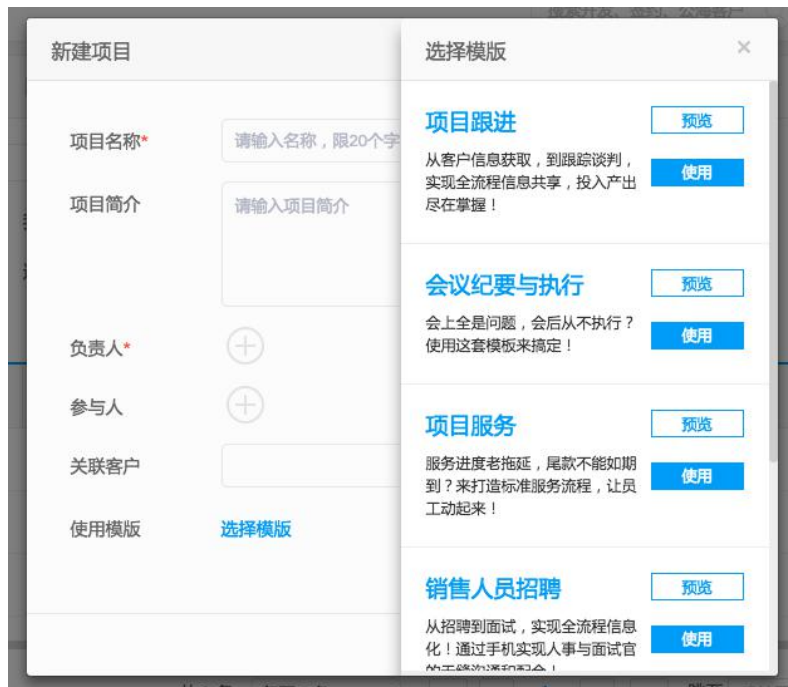 新建项目
项目名称*
请输入名称，限20个字
项目简介
请输入项目简介
负责人*
参与人
关联客户
使用模版
选择模版
选择模版
×
项目跟进
预览
从客户信息获取，到跟踪谈判，
实现全流程信息共享，投入产出
尽在掌握！
使用
会议纪要与执行
预览
会上全是问题，会后从不执行？
使用这套模板来搞定！
使用
项目服务
预览
服务进度老拖延，尾款不能如期
到？来打造标准服务流程，让员
工动起来！
使用
销售人员招聘
预览
从招聘到面试，实现全流程信息
化！通过手机实现人事与面试官
使用